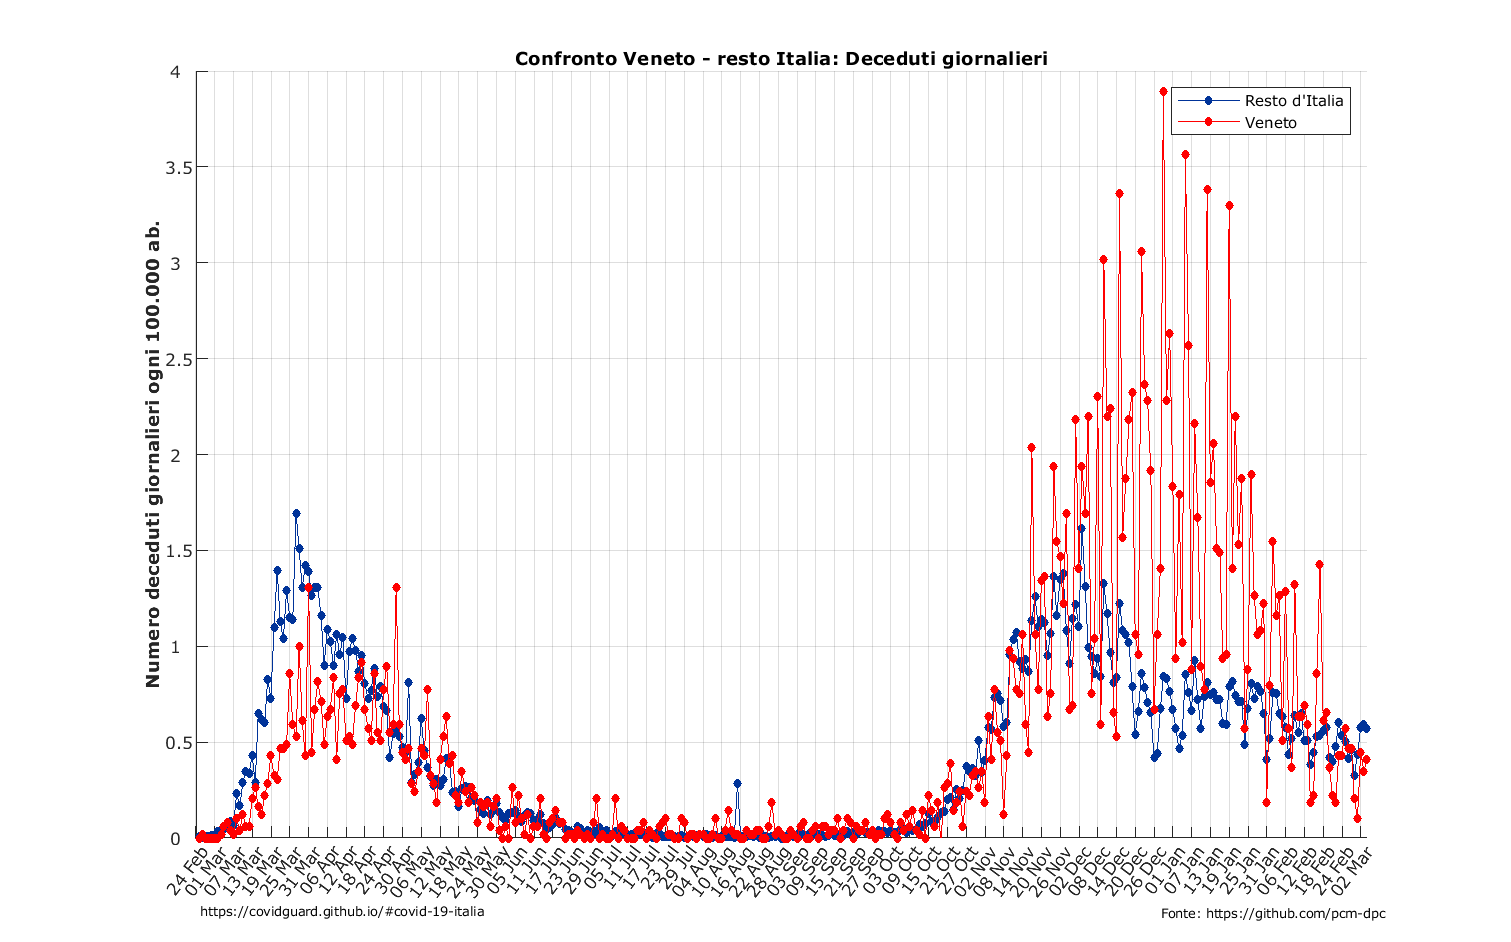 Confronto Veneto - resto Italia: Deceduti giornalieri
Numero deceduti giornalieri ogni 100.000 ab.
4
3.5
3
2.5
2
1.5
1
0.5
0
Resto d'Italia
Veneto
24 Feb
01 Mar
07 Mar
13 Mar
19 Mar
25 Mar
31 Mar
06 Apr
12 Apr
18 Apr
24 Apr
30 Apr
06 May
12 May
18 May
24 May
30 May
05 Jun
11 Jun
17 Jun
23 Jun
29 Jun
05 Jul
11 Jul
17 Jul
23 Jul
29 Jul
04 Aug
10 Aug
16 Aug
22 Aug
28 Aug
03 Sep
09 Sep
15 Sep
21 Sep
27 Sep
03 Oct
09 Oct
15 Oct
21 Oct
27 Oct
02 Nov
08 Nov
14 Nov
20 Nov
26 Nov
02 Dec
08 Dec
14 Dec
20 Dec
26 Dec
01 Jan
07 Jan
13 Jan
19 Jan
25 Jan
31 Jan
06 Feb
12 Feb
18 Feb
24 Feb
02 Mar
https://covidguard.github.io/#covid-19-italia
Fonte: https://github.com/pcm-dpc